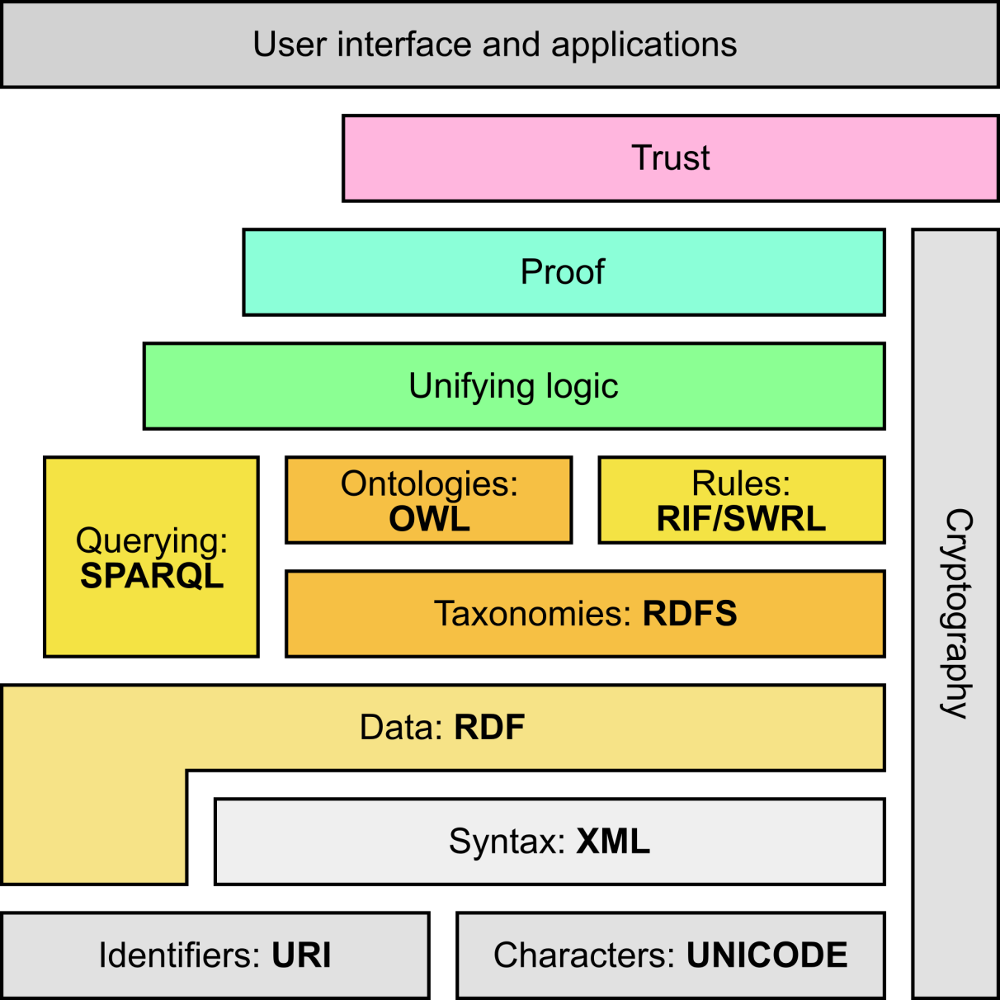 User interface and applications
Trust
Proof
Unifying logic
Querying:
SPARQL
Ontologies:
OWL
Rules:
RIF/SWRL
Taxonomies: RDFS
Cryptography
Data: RDF
Syntax: XML
Identifiers: URI
Characters: UNICODE